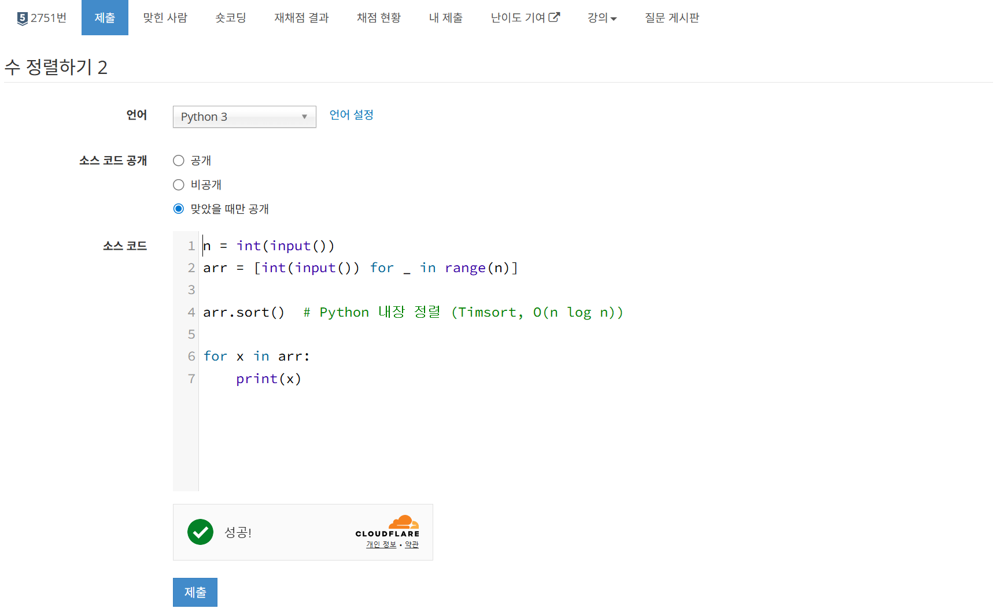 5 2751번 제출 맞힌 사람 숏코딩 재채점 결과 채점 현황 내 제출 난이도 기여 강의 질문 게시판
수 정렬하기 2
언어 Python 3 언어 설정
소스 코드 공개 공개
비공개
맞았을 때만 공개
소스 코드
1 n = int(input())
2 arr = [int(input()) for _ in range(n)]
3
4 arr.sort()  # Python 내장 정렬 (Timsort, O(n log n))
5
6 for x in arr:
7     print(x)
성공!
CLOUDFLARE
개인 정보 • 약관
제출